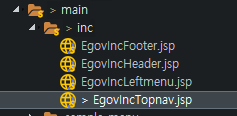 > main
> inc
EgovIncFooter.jsp
EgovIncHeader.jsp
EgovIncLeftmenu.jsp
> EgovIncTopnav.jsp